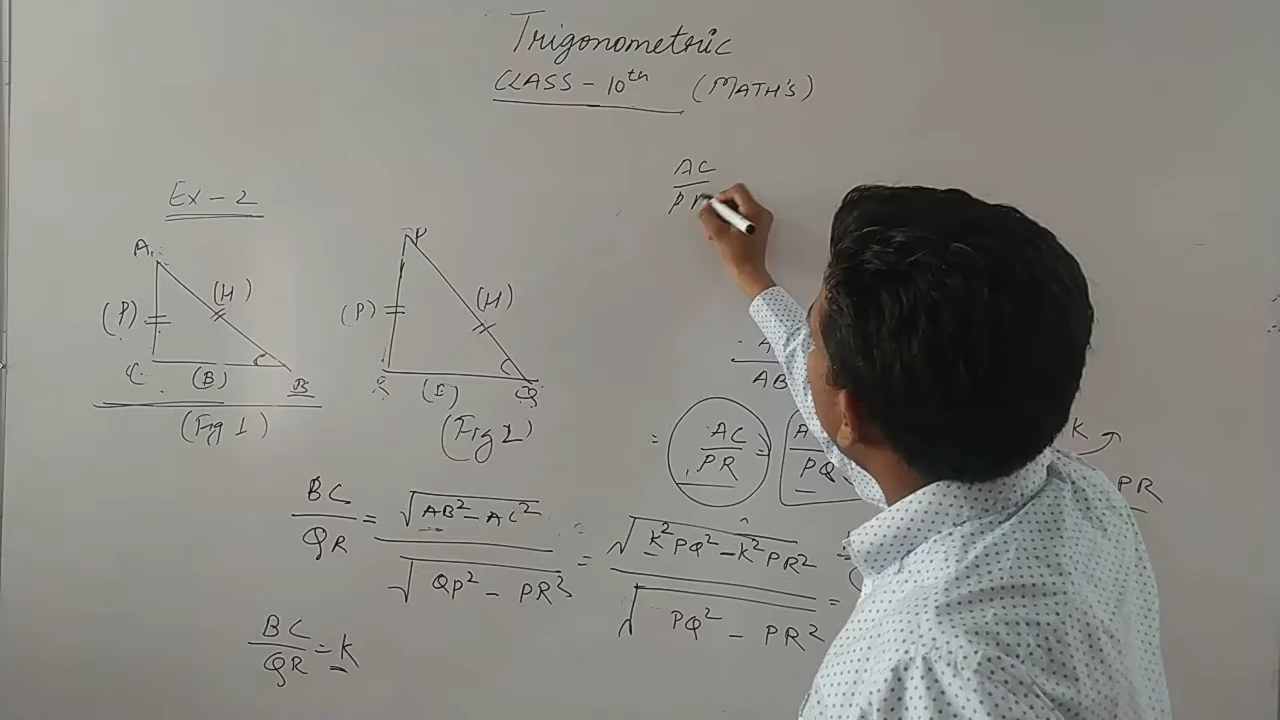 Trigonometric
CLASS - 10th (MATH'S)
Ex - 2
AC
A
(P)
(H)
C
(B)
B
(Fig 1)
P
(P)
(H)
R
Q
(Fig 2)
AB
= AC/PR = A
PQ
K
PR
BC/QR = √AB² - AC² / √QP² - PR² = √K²PQ² - K²PR² / √PQ² - PR² =
BC/QR = k